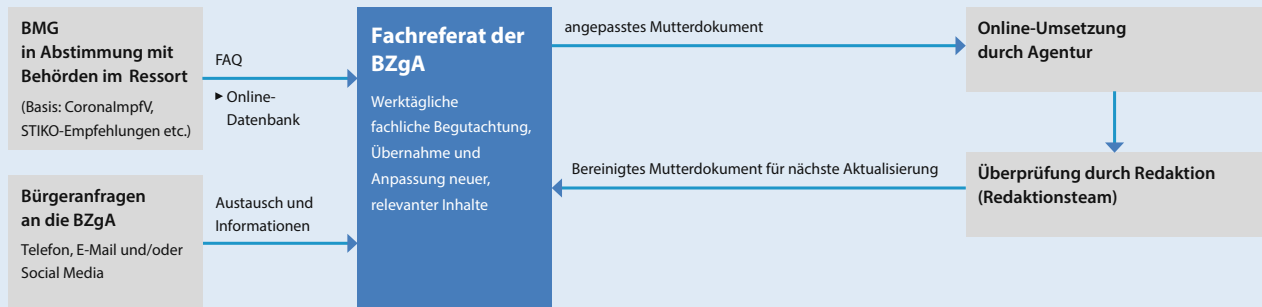 BMG
in Abstimmung mit
Behörden im Ressort
(Basis: CoronaImpfV,
STIKO-Empfehlungen etc.)
FAQ
▸ Online-
Datenbank
Bürgeranfragen
an die BZgA
Telefon, E-Mail und/oder
Social Media
Austausch und
Informationen
Fachreferat der
BZgA
Werktägliche
fachliche Begutachtung,
Übernahme und
Anpassung neuer,
relevanter Inhalte
angepasstes Mutterdokument
Online-Umsetzung
durch Agentur
Überprüfung durch Redaktion
(Redaktionsteam)
Bereinigtes Mutterdokument für nächste Aktualisierung